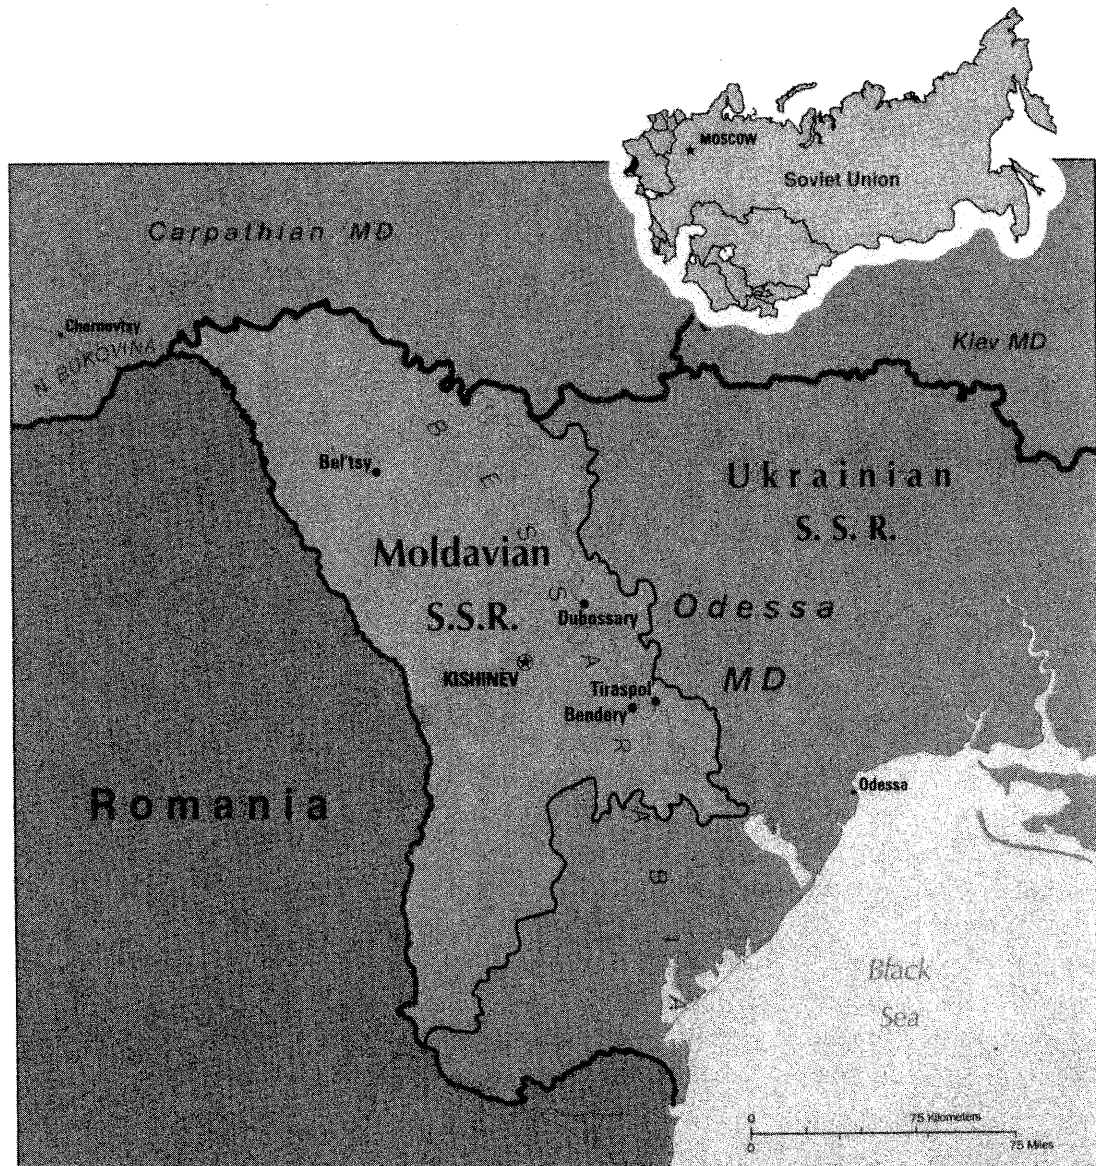 MOSCOW
Soviet Union
Carpathian MD
Chernovtsy
N. BUKOVINA
Kiev MD
BESSARABIA
Bel'tsy
Ukrainian
S. S. R.
Moldavian
S.S.R.
Dubossary
Odessa
MD
KISHINEV
Tiraspol
Bendery
Romania
Odessa
Black
Sea
0 75 Kilometers
0 75 Miles